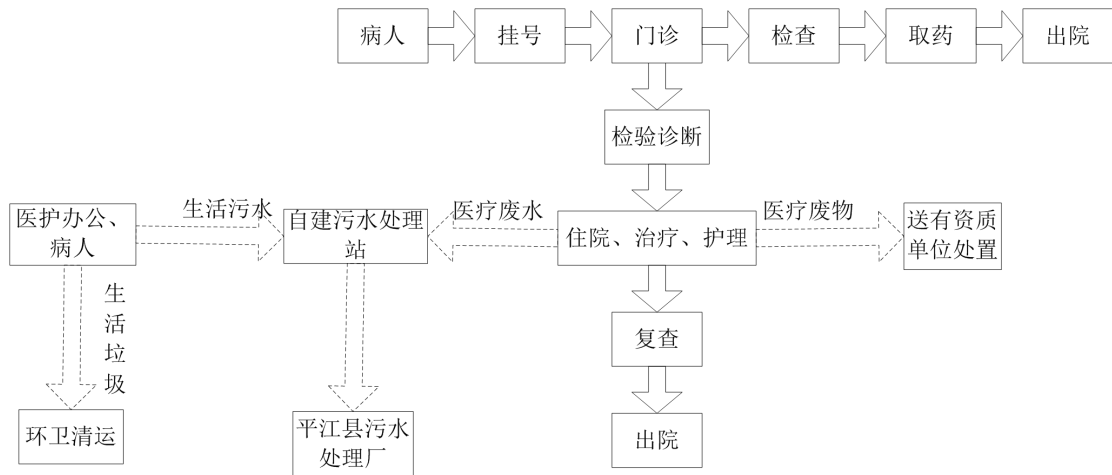 病人
挂号
门诊
检查
取药
出院
检验诊断
医护办公、
病人
生活污水
自建污水处理
站
医疗废水
住院、治疗、护理
医疗废物
送有资质
单位处置
生活垃圾
复查
环卫清运
平江县污水
处理厂
出院